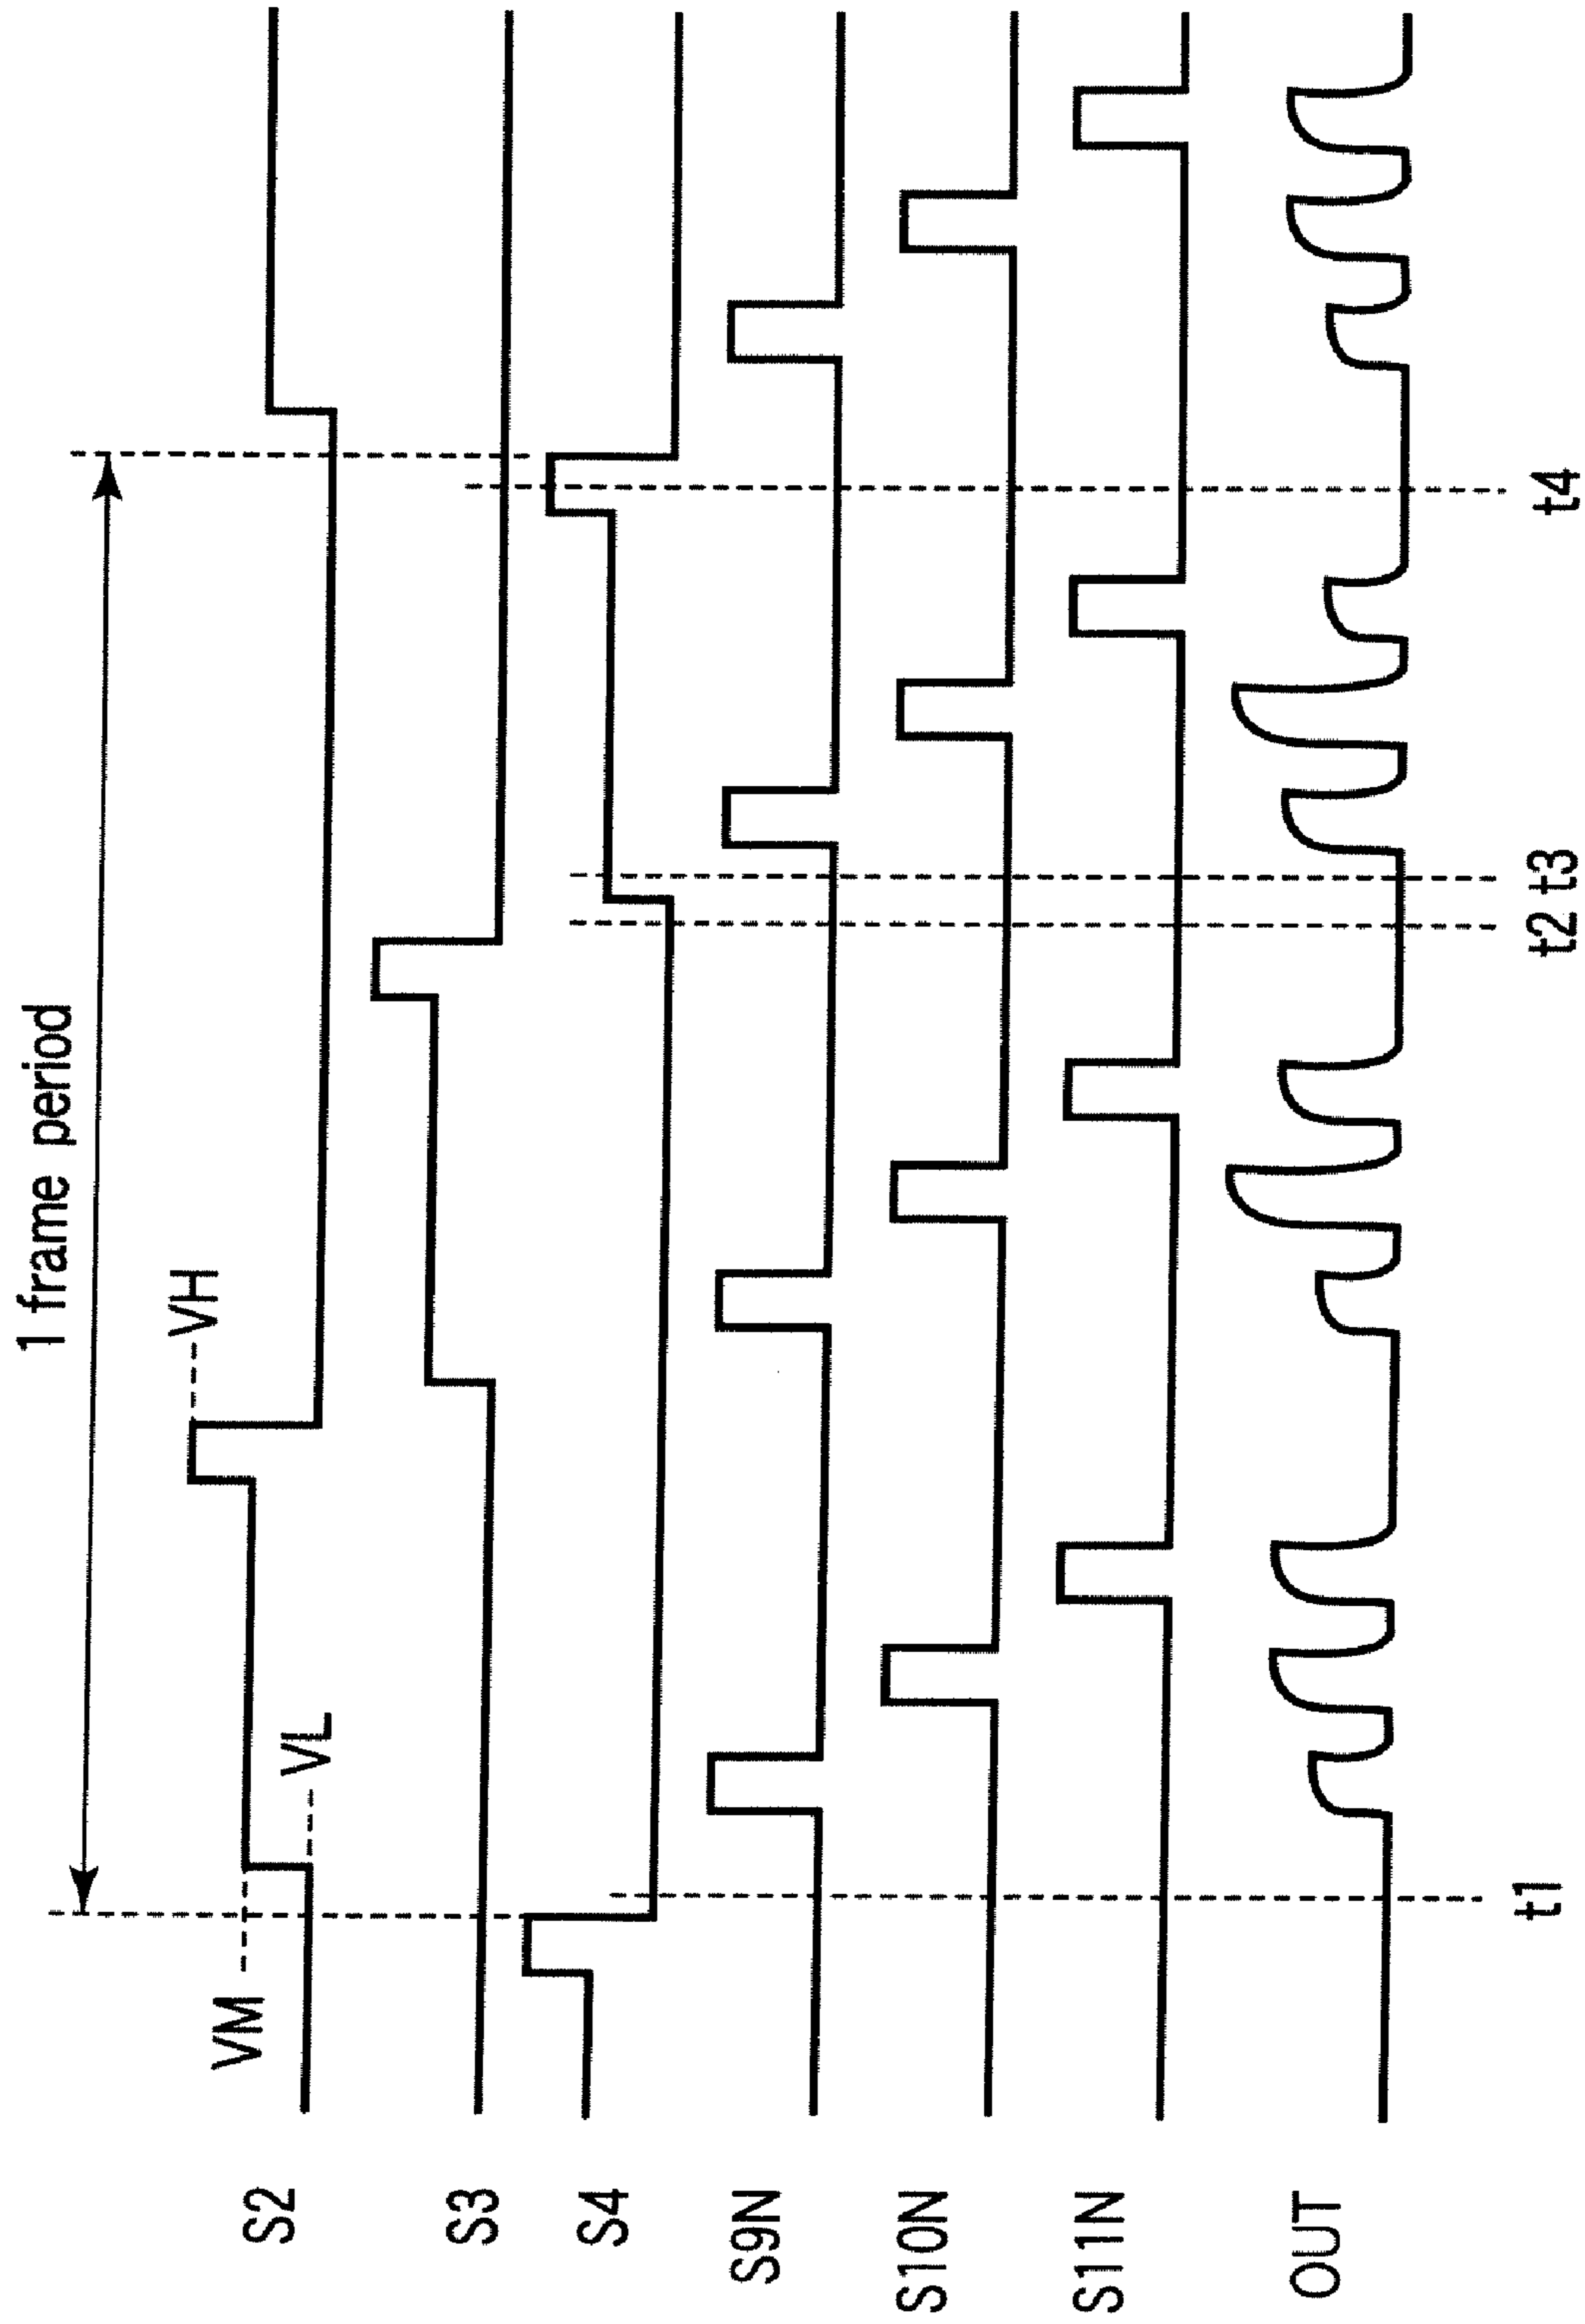 1 frame period
VM
VL
VH
S2
S3
S4
S9N
S10N
S11N
OUT
t1
t2
t3
t4